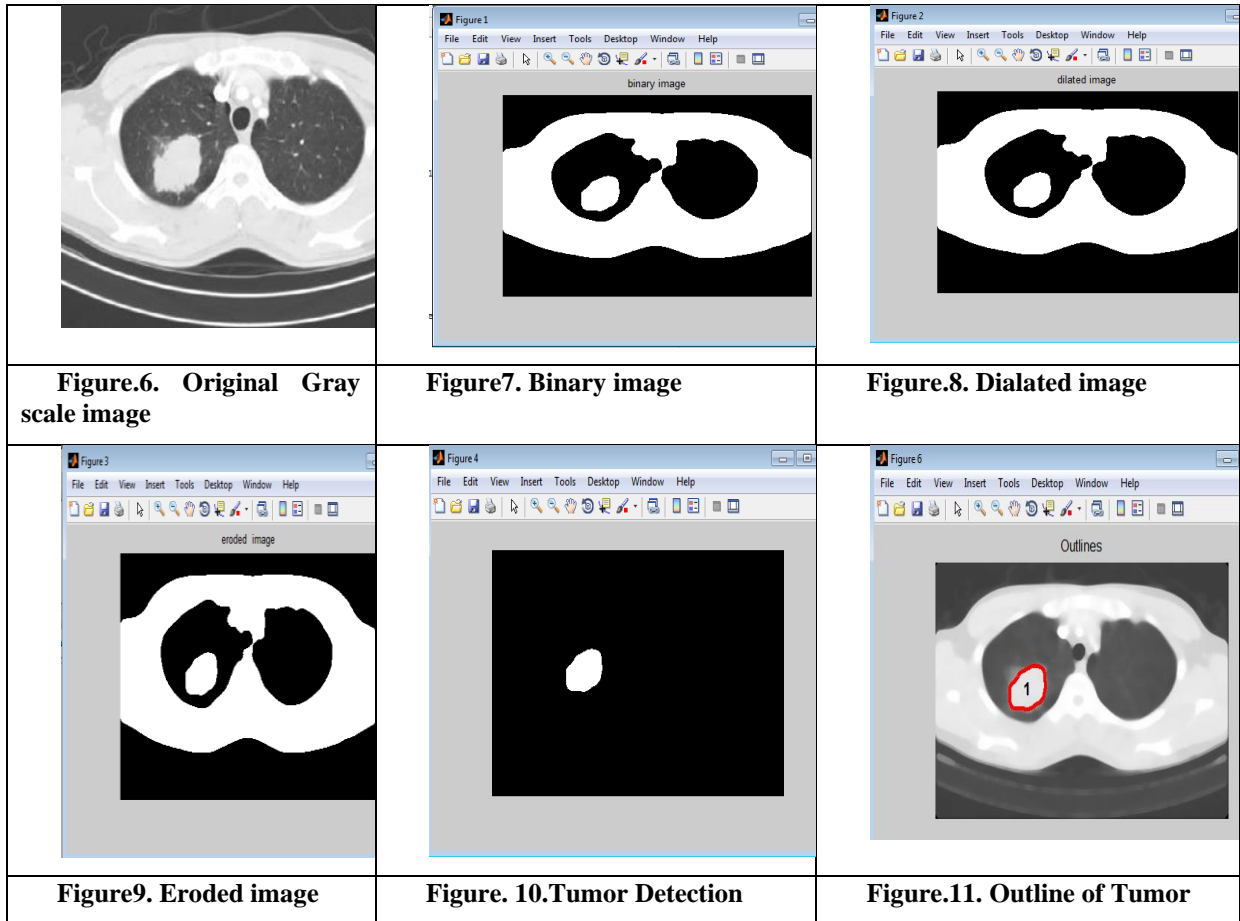 Figure 1
File Edit View Insert Tools Desktop Window Help
binary image
Figure 2
File Edit View Insert Tools Desktop Window Help
dilated image
Figure.6. Original Gray
scale image
Figure7. Binary image
Figure.8. Dialated image
Figure 3
File Edit View Insert Tools Desktop Window Help
eroded image
Figure 4
File Edit View Insert Tools Desktop Window Help
Figure 6
File Edit View Insert Tools Desktop Window Help
Outlines
1
Figure9. Eroded image
Figure. 10.Tumor Detection
Figure.11. Outline of Tumor